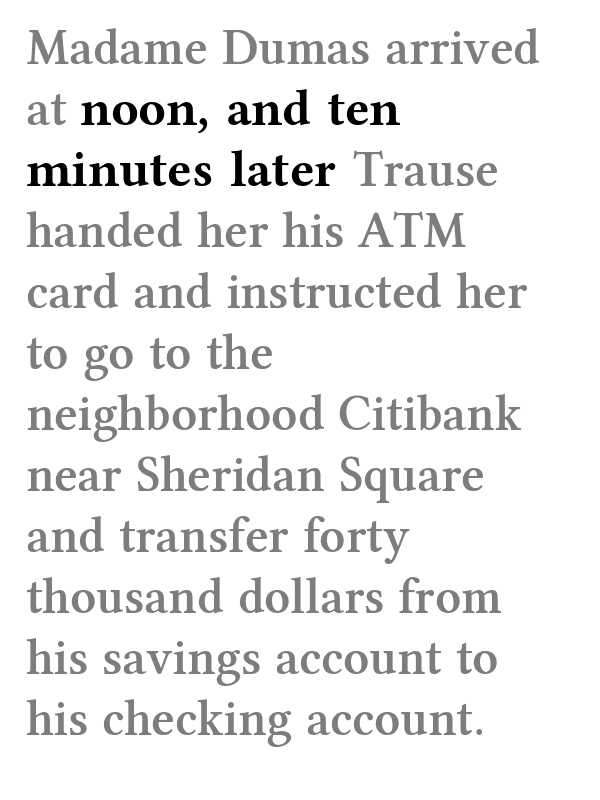 Madame Dumas arrived
at noon, and ten
minutes later Trause
handed her his ATM
card and instructed her
to go to the
neighborhood Citibank
near Sheridan Square
and transfer forty
thousand dollars from
his savings account to
his checking account.